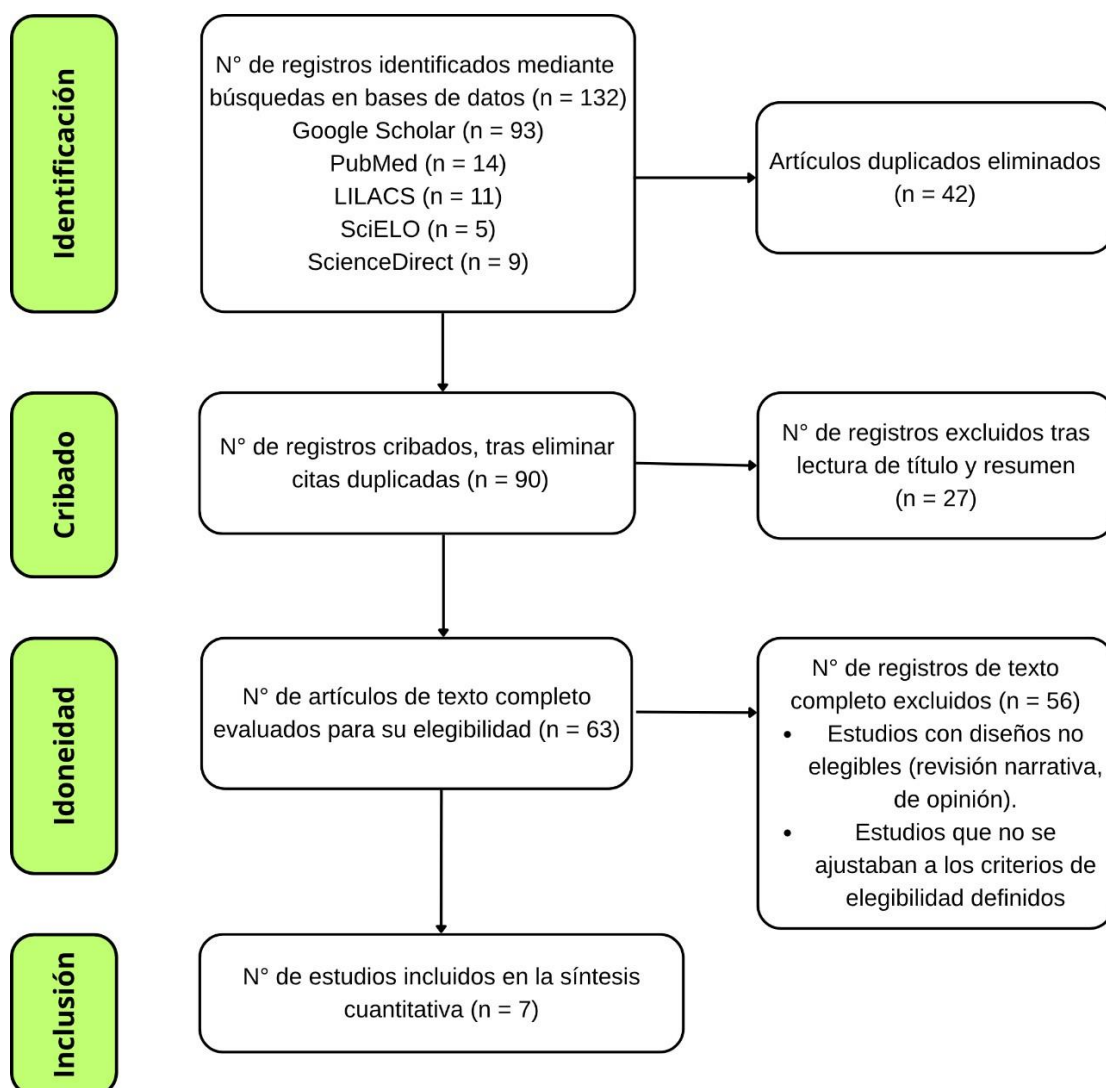 Identificación
N° de registros identificados mediante
búsquedas en bases de datos (n = 132)
Google Scholar (n = 93)
PubMed (n = 14)
LILACS (n = 11)
SciELO (n = 5)
ScienceDirect (n = 9)
Artículos duplicados eliminados
(n = 42)
Cribado
N° de registros cribados, tras eliminar
citas duplicadas (n = 90)
N° de registros excluidos tras
lectura de título y resumen
(n = 27)
Idoneidad
N° de artículos de texto completo
evaluados para su elegibilidad (n = 63)
N° de registros de texto
completo excluidos (n = 56)
• Estudios con diseños no
elegibles (revisión narrativa,
de opinión).
• Estudios que no se
ajustaban a los criterios de
elegibilidad definidos
Inclusión
N° de estudios incluidos en la síntesis
cuantitativa (n = 7)